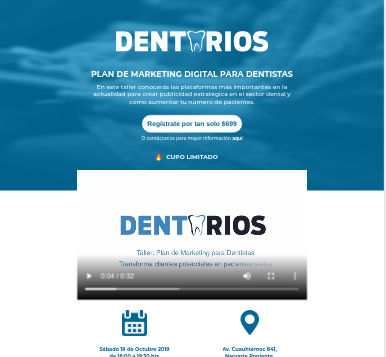 DENTARIOS
PLAN DE MARKETING DIGITAL PARA DENTISTAS
En este taller conocerás las plataformas más importantes en la
actualidad para crear publicidad estratégica en el sector dental y
como aumentar tu número de pacientes.
Regístrate por tan solo $699
O contáctanos para mayor información aquí
CUPO LIMITADO
DENTARIOS
Taller: Plan de Marketing para Dentistas
Transforma clientes potenciales en pacientes reales
0:04 / 0:32
Sábado 19 de Octubre 2019
de 16:00 a 19:30 hrs
Av. Cuauhtémoc 841,
Narvarte Poniente